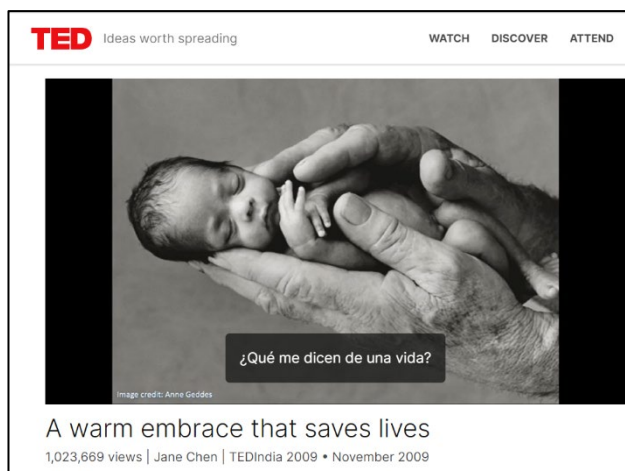 TED Ideas worth spreading WATCH DISCOVER ATTEND
¿Qué me dicen de una vida?
Image credit: Anne Geddes
A warm embrace that saves lives
1,023,669 views | Jane Chen | TEDIndia 2009 • November 2009